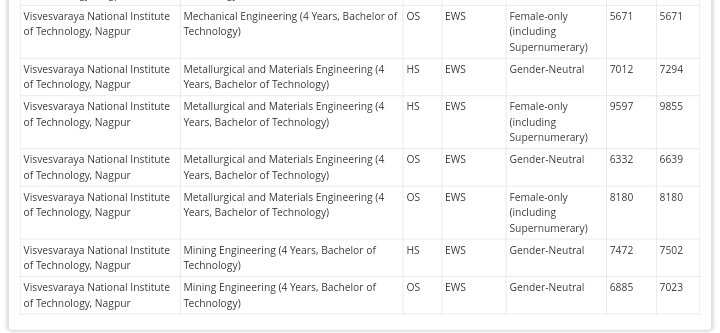 Visvesvaraya National Institute of Technology, Nagpur Mechanical Engineering (4 Years, Bachelor of Technology) OS EWS Female-only (including Supernumerary) 5671 5671
Visvesvaraya National Institute of Technology, Nagpur Metallurgical and Materials Engineering (4 Years, Bachelor of Technology) HS EWS Gender-Neutral 7012 7294
Visvesvaraya National Institute of Technology, Nagpur Metallurgical and Materials Engineering (4 Years, Bachelor of Technology) HS EWS Female-only (including Supernumerary) 9597 9855
Visvesvaraya National Institute of Technology, Nagpur Metallurgical and Materials Engineering (4 Years, Bachelor of Technology) OS EWS Gender-Neutral 6332 6639
Visvesvaraya National Institute of Technology, Nagpur Metallurgical and Materials Engineering (4 Years, Bachelor of Technology) OS EWS Female-only (including Supernumerary) 8180 8180
Visvesvaraya National Institute of Technology, Nagpur Mining Engineering (4 Years, Bachelor of Technology) HS EWS Gender-Neutral 7472 7502
Visvesvaraya National Institute of Technology, Nagpur Mining Engineering (4 Years, Bachelor of Technology) OS EWS Gender-Neutral 6885 7023